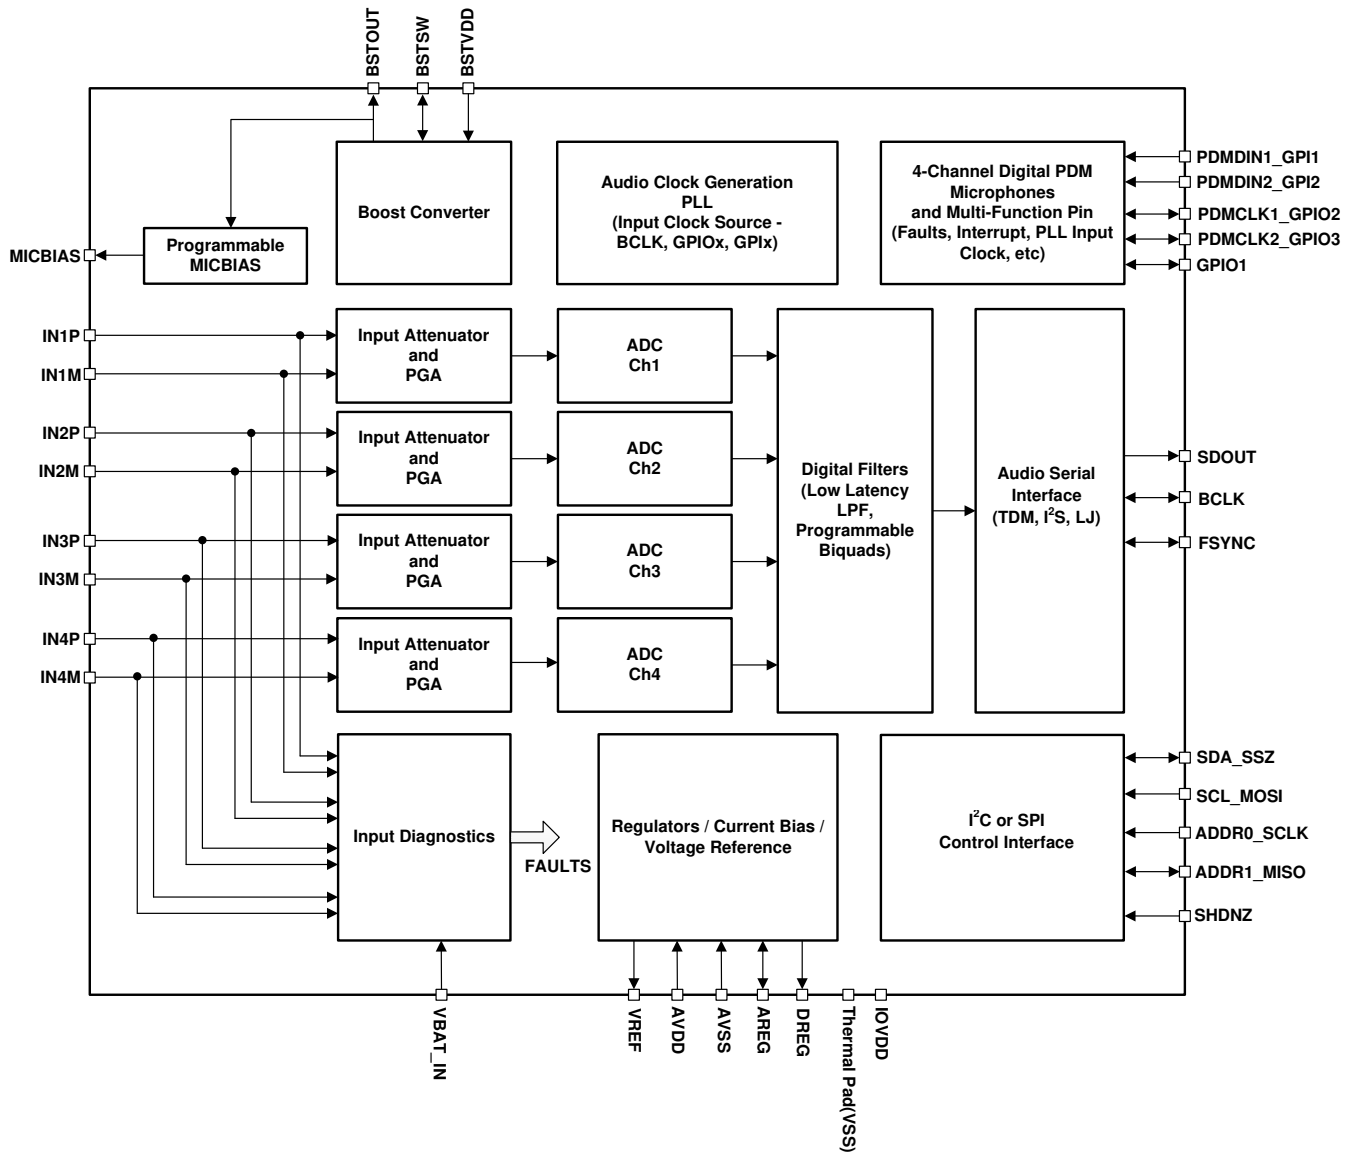 BSTOUT
BSTSW
BSTVDD
Boost Converter
Audio Clock Generation
PLL
(Input Clock Source -
BCLK, GPIOx, GPIx)
4-Channel Digital PDM
Microphones
and Multi-Function Pin
(Faults, Interrupt, PLL Input
Clock, etc)
PDMDIN1_GPI1
PDMDIN2_GPI2
PDMCLK1_GPIO2
PDMCLK2_GPIO3
GPIO1
MICBIAS
Programmable
MICBIAS
IN1P
IN1M
IN2P
IN2M
IN3P
IN3M
IN4P
IN4M
Input Attenuator
and
PGA
ADC
Ch1
Input Attenuator
and
PGA
ADC
Ch2
Input Attenuator
and
PGA
ADC
Ch3
Input Attenuator
and
PGA
ADC
Ch4
Digital Filters
(Low Latency
LPF,
Programmable
Biquads)
Audio Serial
Interface
(TDM, I²S, LJ)
SDOUT
BCLK
FSYNC
Input Diagnostics
FAULTS
Regulators / Current Bias /
Voltage Reference
I²C or SPI
Control Interface
SDA_SSZ
SCL_MOSI
ADDR0_SCLK
ADDR1_MISO
SHDNZ
VBAT_IN
VREF
AVDD
AVSS
AREG
DREG
Thermal Pad(VSS)
IOVDD